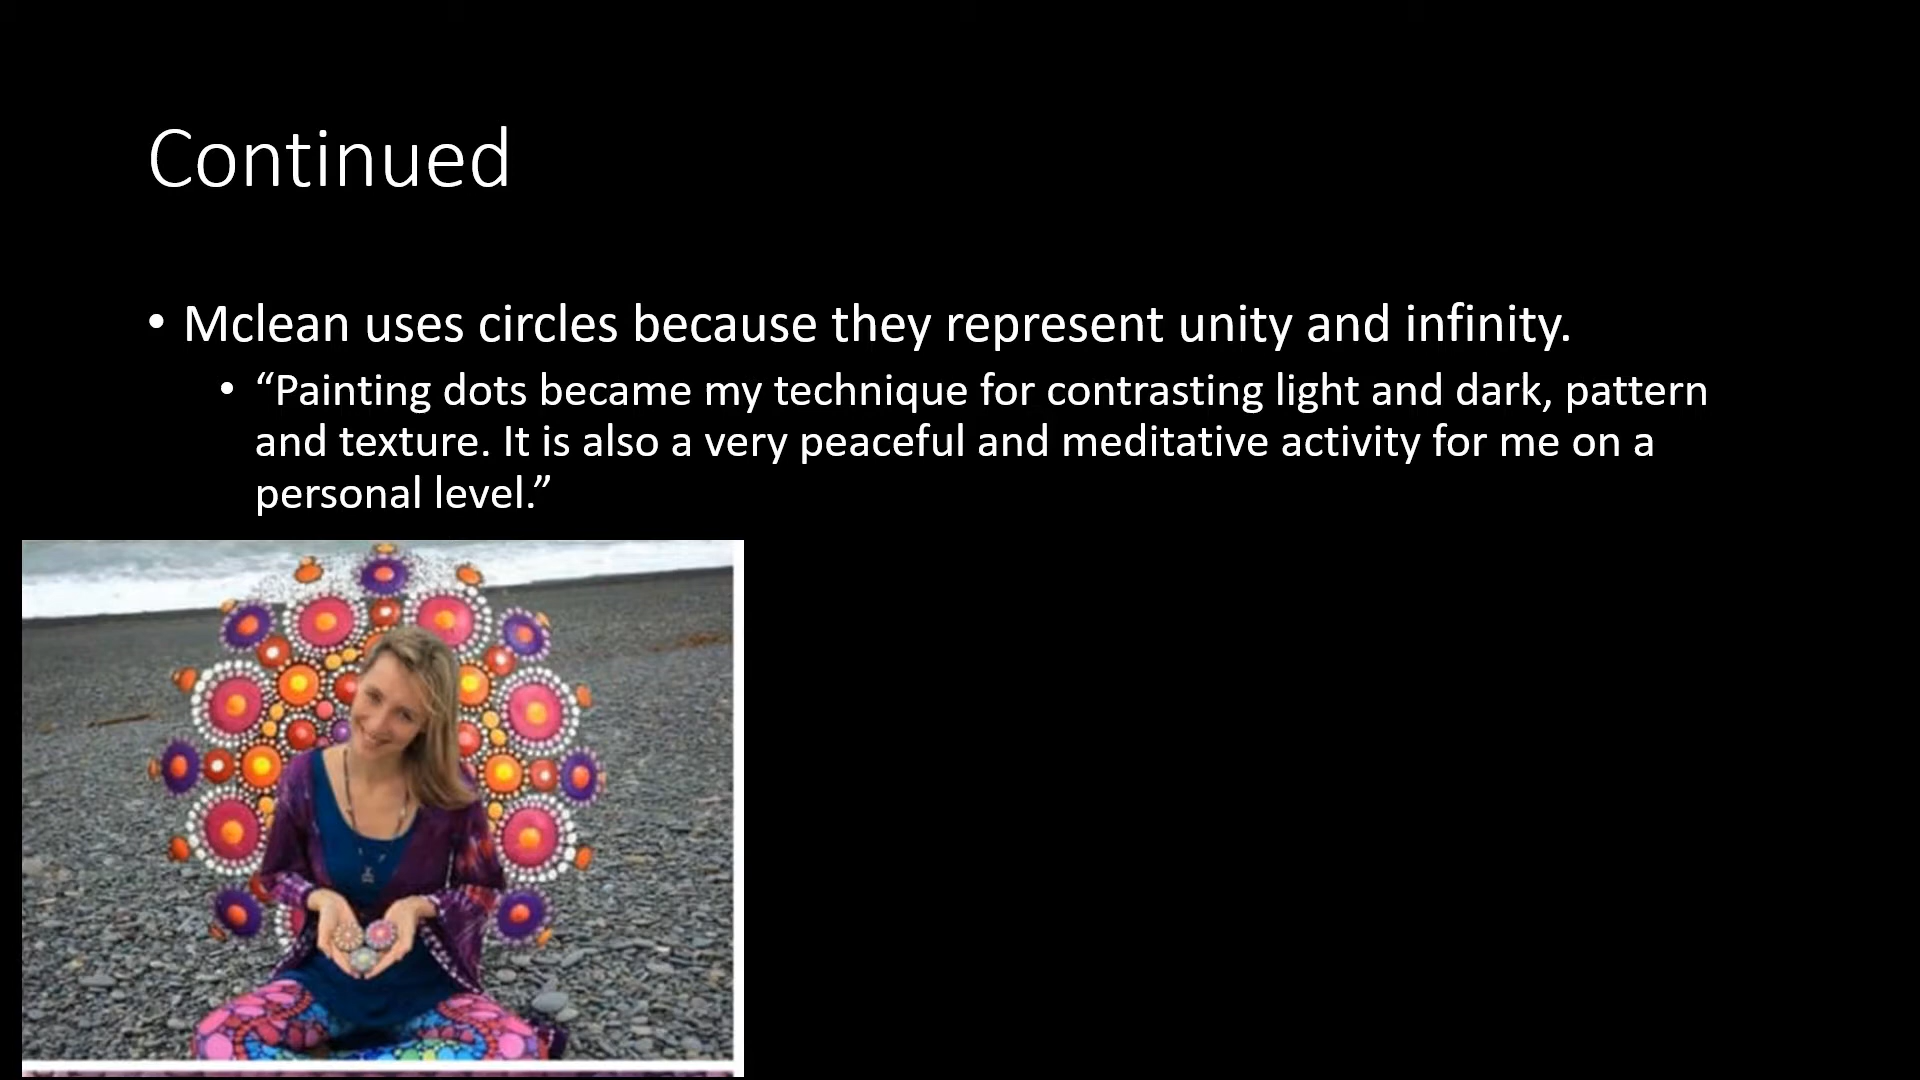 Continued
• Mclean uses circles because they represent unity and infinity.
• “Painting dots became my technique for contrasting light and dark, pattern
and texture. It is also a very peaceful and meditative activity for me on a
personal level.”